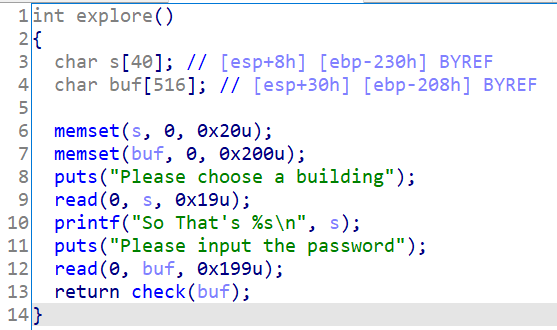 1 int explore()
2 {
3   char s[40]; // [esp+8h] [ebp-230h] BYREF
4   char buf[516]; // [esp+30h] [ebp-208h] BYREF
5
6   memset(s, 0, 0x20u);
7   memset(buf, 0, 0x200u);
8   puts("Please choose a building");
9   read(0, s, 0x19u);
10   printf("So That's %s\n", s);
11   puts("Please input the password");
12   read(0, buf, 0x199u);
13   return check(buf);
14 }